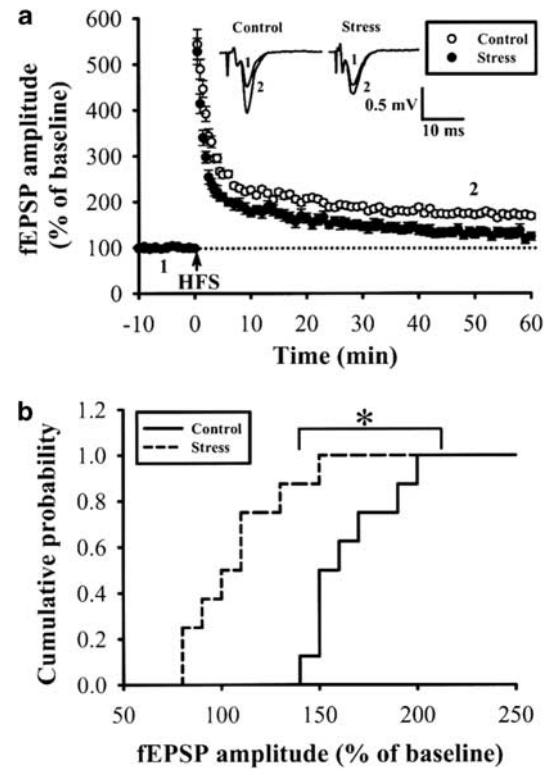 a
600
500
400
300
200
100
0
fEPSP amplitude
(% of baseline)
Control
Stress
1
2
1
2
Control
Stress
0.5 mV
10 ms
2
1
HFS
-10 0 10 20 30 40 50 60
Time (min)
b
1.2
1.0
0.8
0.6
0.4
0.2
0.0
Cumulative probability
Control
Stress
*
50 100 150 200 250
fEPSP amplitude (% of baseline)